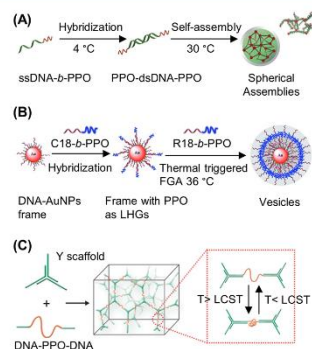 (A)
Hybridization
Self-assembly
4 °C
30 °C
ssDNA-b-PPO
PPO-dsDNA-PPO
Spherical
Assemblies
(B)
C18-b-PPO
R18-b-PPO
Hybridization
Thermal triggered
FGA 36 °C
DNA-AuNPs
frame
Frame with PPO
as LHGs
Vesicles
(C)
Y scaffold
+
DNA-PPO-DNA
T> LCST
T< LCST